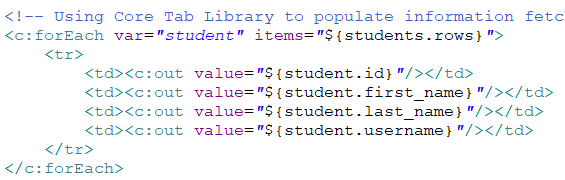 <!-- Using Core Tab Library to populate information
<c:forEach var="student" items="${students.rows}">
<tr>
<td><c:out value="${student.id}"/></td>
<td><c:out value="${student.first_name}"/></td>
<td><c:out value="${student.last_name}"/></td>
<td><c:out value="${student.username}"/></td>
</tr>
</c:forEach>